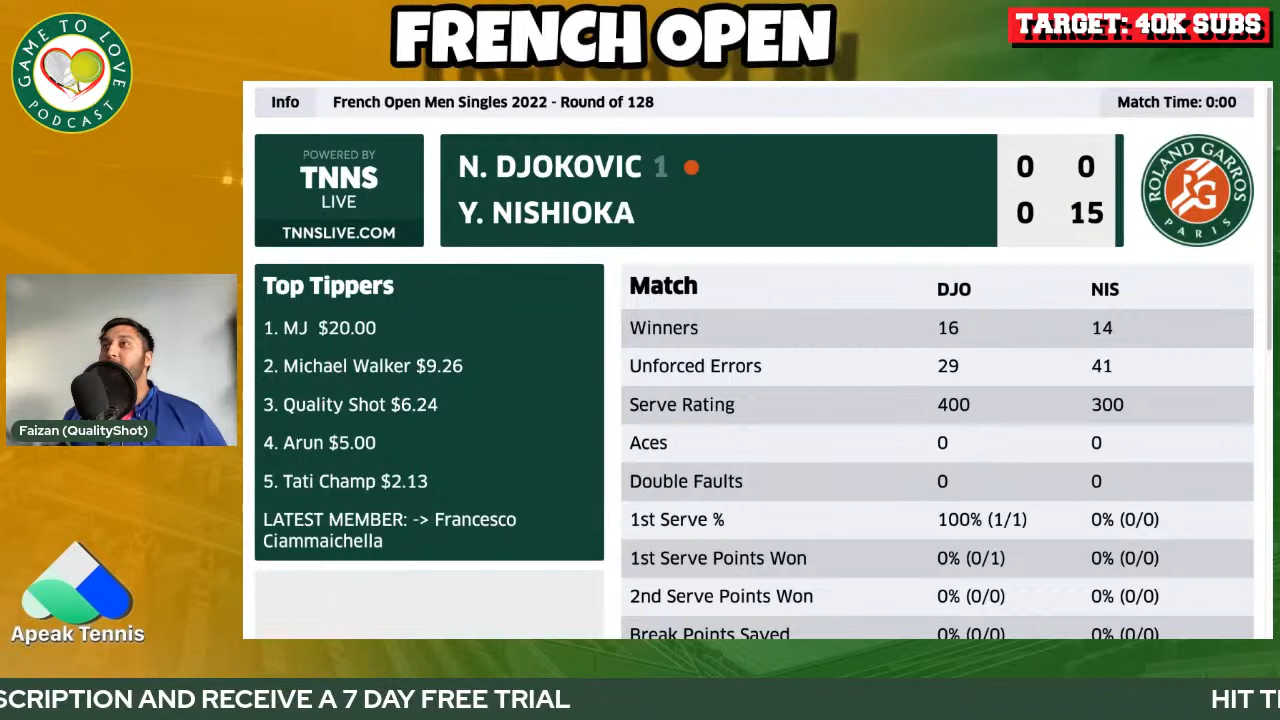 GAME TO LOVE
PODCAST
FRENCH OPEN
TARGET: 40K SUBS
Info French Open Men Singles 2022 - Round of 128 Match Time: 0:00
POWERED BY
TNNS
LIVE
TNNSLIVE.COM
N. DJOKOVIC 1 0 0
Y. NISHIOKA 0 15
ROLAND GARROS
RG
PARIS
Top Tippers
1. MJ $20.00
2. Michael Walker $9.26
3. Quality Shot $6.24
4. Arun $5.00
5. Tati Champ $2.13
LATEST MEMBER: -> Francesco
Ciammaichella
Match DJO NIS
Winners 16 14
Unforced Errors 29 41
Serve Rating 400 300
Aces 0 0
Double Faults 0 0
1st Serve % 100% (1/1) 0% (0/0)
1st Serve Points Won 0% (0/1) 0% (0/0)
2nd Serve Points Won 0% (0/0) 0% (0/0)
Break Points Saved 0% (0/0) 0% (0/0)
Faizan (QualityShot)
Apeak Tennis
SCRIPTION AND RECEIVE A 7 DAY FREE TRIAL HIT T